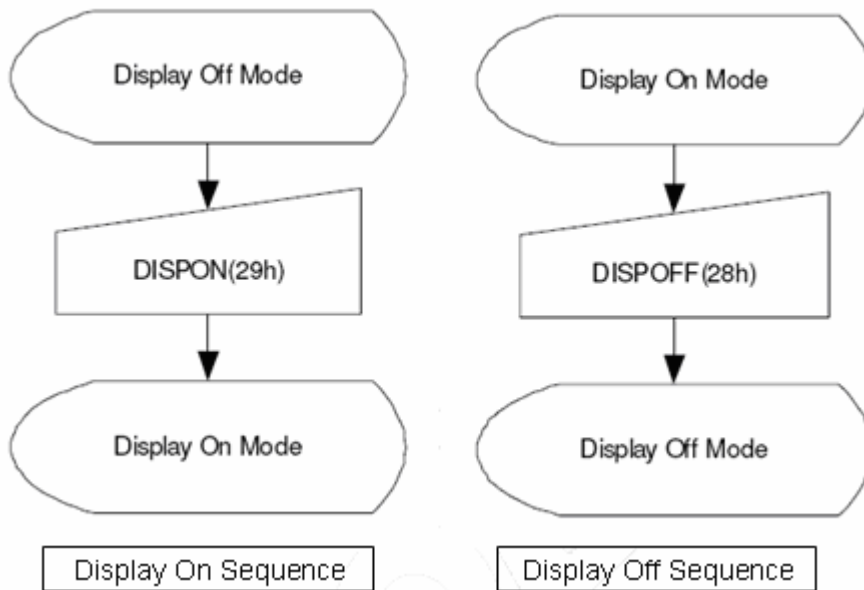 Display Off Mode
DISPON(29h)
Display On Mode
Display On Sequence
Display On Mode
DISPOFF(28h)
Display Off Mode
Display Off Sequence